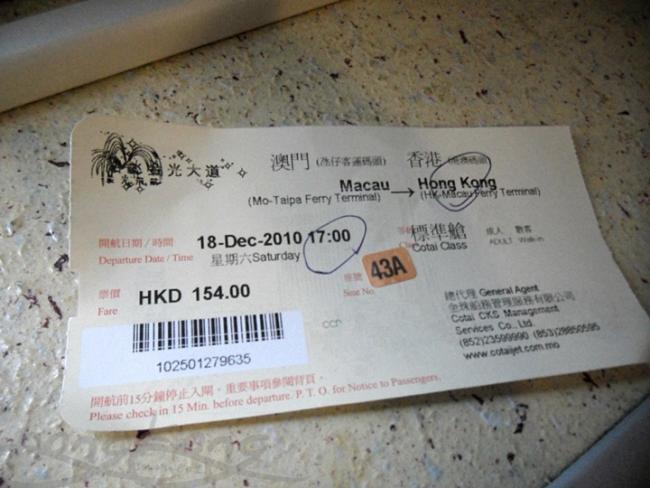 光大道
澳門 (氹仔客運碼頭) 香港 (港澳碼頭)
Macau → Hong Kong
(Mo-Taipa Ferry Terminal) (HK-Macau Ferry Terminal)
開航日期 / 時間 18-Dec-2010 17:00 標準艙 成人 散客
Departure Date / Time 星期六Saturday Cotai Class ADULT Walk-in
票價 HKD 154.00 座號 43A
Fare Seat No.
總代理 General Agent
金珠船務管理服務有限公司
Cotai CKS Management
Services Co., Ltd.
(852)23599990 (853)28850595
www.cotaijet.com.mo
ccp
102501279635
開航前15分鐘停止入閘，重要事項參閱背頁。
Please check in 15 Min. before departure. P. T. O. for Notice to Passengers.